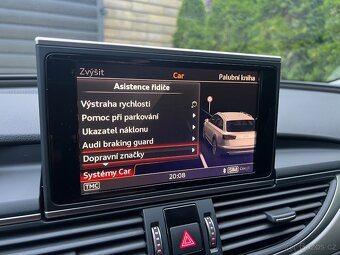 Zvýšit
Car
Palubní kniha
Asistence řidiče
Výstraha rychlosti
Pomoc při parkování
Ukazatel náklonu
Audi braking guard
Dopravní značky
Systémy Car
TMC
20:08